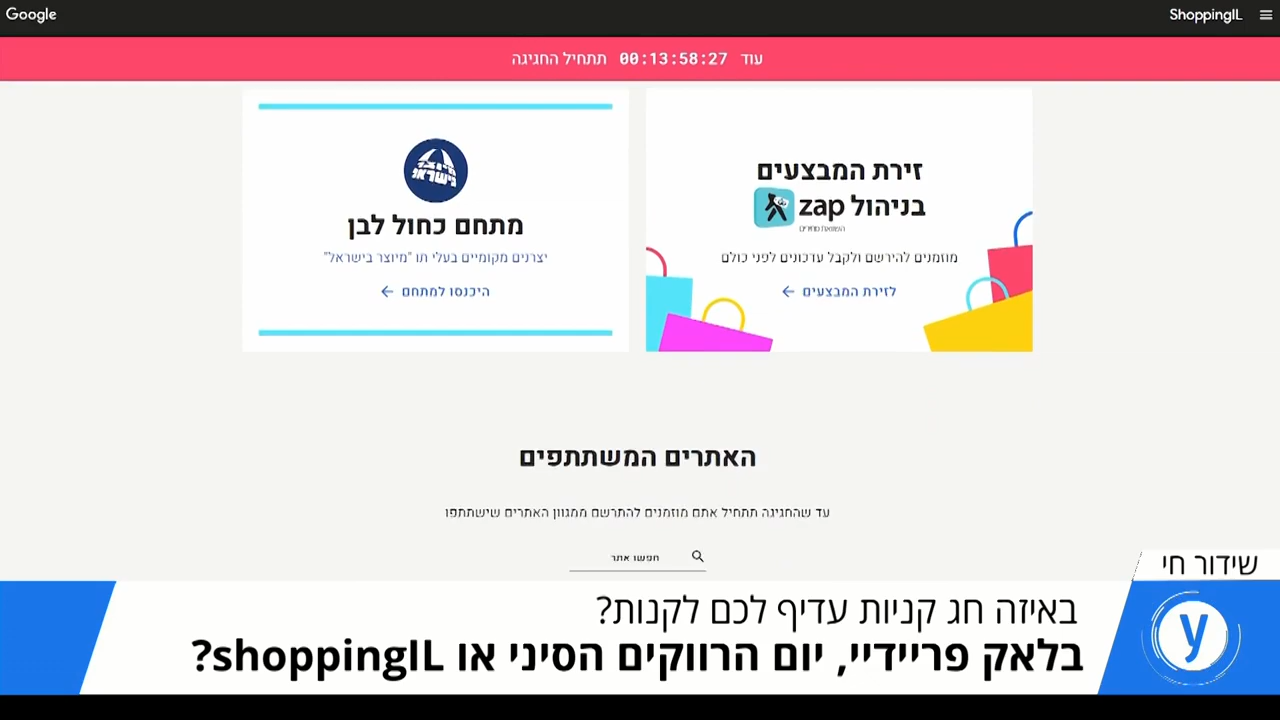 Google
ShoppingIL
עוד 00:13:58:27 תתחיל החגיגה
זירת המבצעים
בניהול zap
השוואת מחירים
מוזמנים להירשם ולקבל עדכונים לפני כולם
לזירת המבצעים
מתחם כחול לבן
יצרנים מקומיים בעלי תו "מיוצר בישראל"
היכנסו למתחם
האתרים המשתתפים
עד שהחגיגה תתחיל אתם מוזמנים להתרשם ממגוון האתרים שישתתפו
חפשו אתר
שידור חי
באיזה חג קניות עדיף לכם לקנות?
בלאק פריידיי, יום הרווקים הסיני או shoppingIL?
y